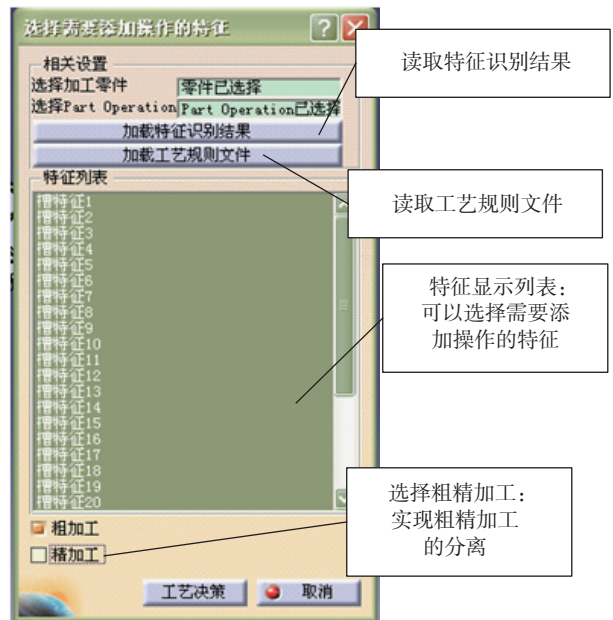 选择需要添加操作的特征
相关设置
选择加工零件 零件已选择
选择Part Operation Part Operation已选择
加载特征识别结果
加载工艺规则文件
特征列表
槽特征1
槽特征2
槽特征3
槽特征4
槽特征5
槽特征6
槽特征7
槽特征8
槽特征9
槽特征10
槽特征11
槽特征12
槽特征13
槽特征14
槽特征15
槽特征16
槽特征17
槽特征18
槽特征19
槽特征20
粗加工
精加工
工艺决策
取消
读取特征识别结果
读取工艺规则文件
特征显示列表:
可以选择需要添
加操作的特征
选择粗精加工:
实现粗精加工
的分离